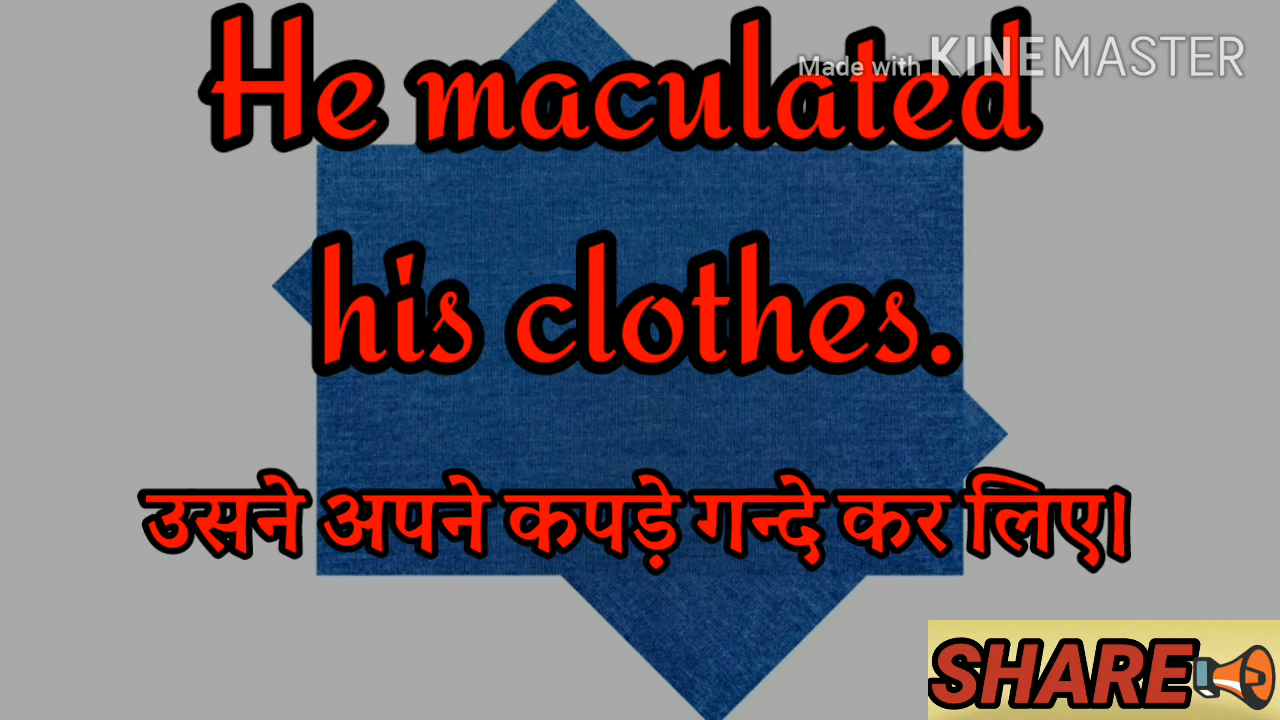 Made with KINEMASTER
He maculated
his clothes.
उसने अपने कपड़े गन्दे कर लिए।
SHARE